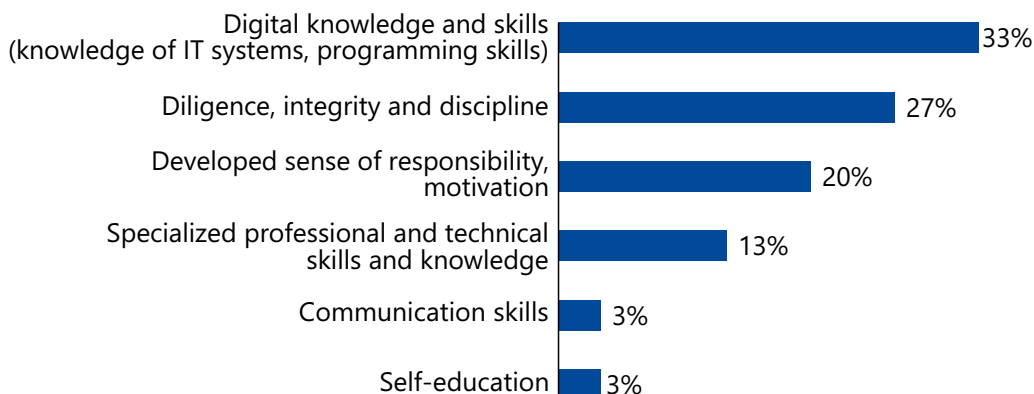 Digital knowledge and skills
(knowledge of IT systems, programming skills)
33%
Diligence, integrity and discipline
27%
Developed sense of responsibility,
motivation
20%
Specialized professional and technical
skills and knowledge
13%
Communication skills
3%
Self-education
3%